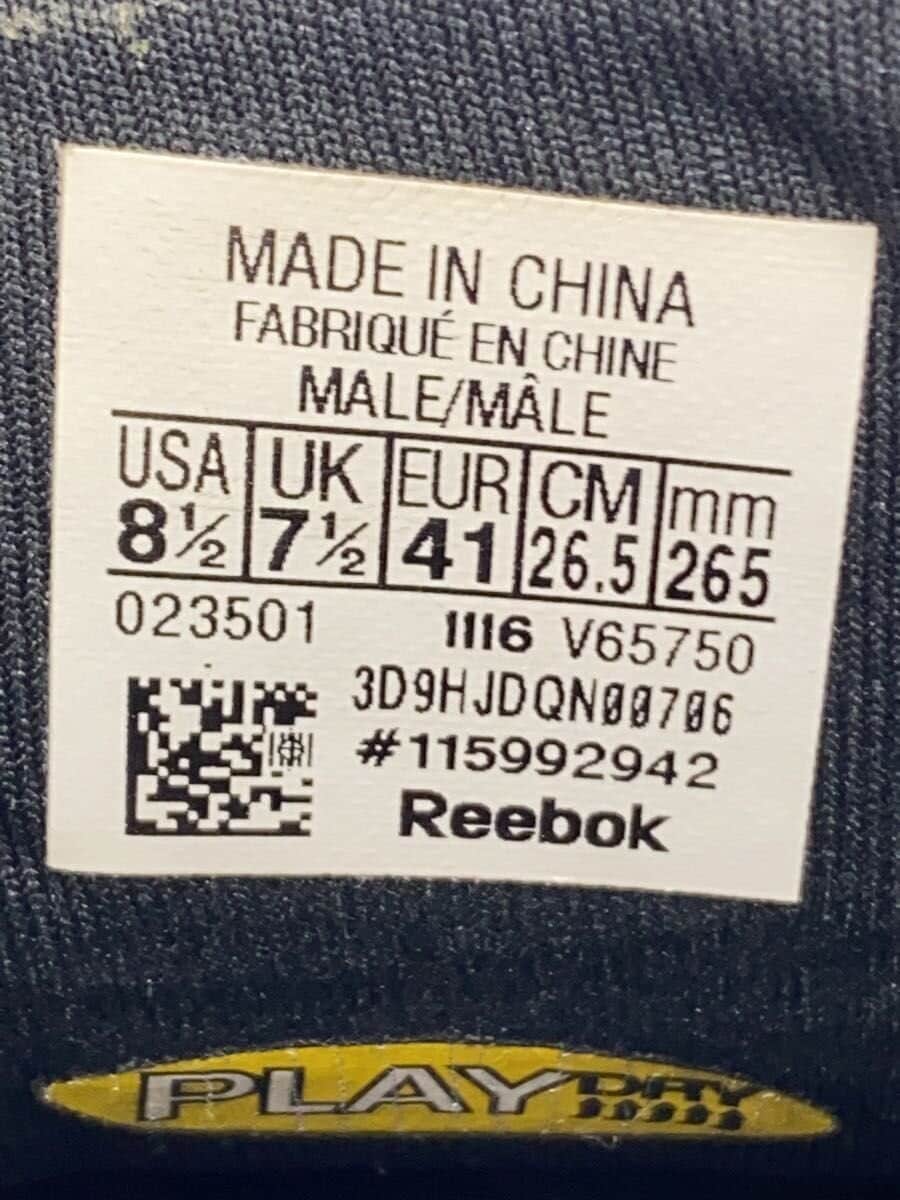 MADE IN CHINA
FABRIQUÉ EN CHINE
MALE/MÂLE
USA UK EUR CM mm
8½ 7½ 41 26.5 265
023501 1116 V65750
3D9HJDQN00706
#115992942
Reebok
PLAYDRY